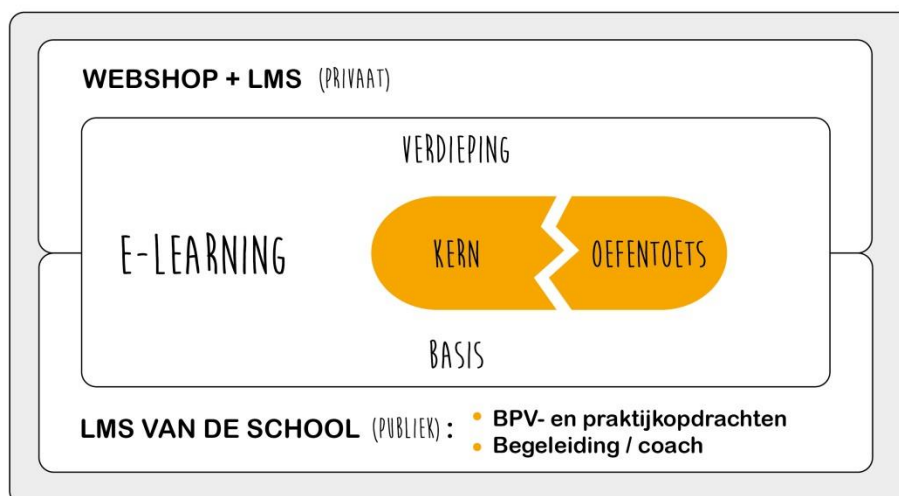 WEBSHOP + LMS (PRIVAAT)
VERDIEPING
E-LEARNING
KERN
OEFENTOETS
BASIS
LMS VAN DE SCHOOL (PUBLIEK) :
• BPV- en praktijkopdrachten
• Begeleiding / coach